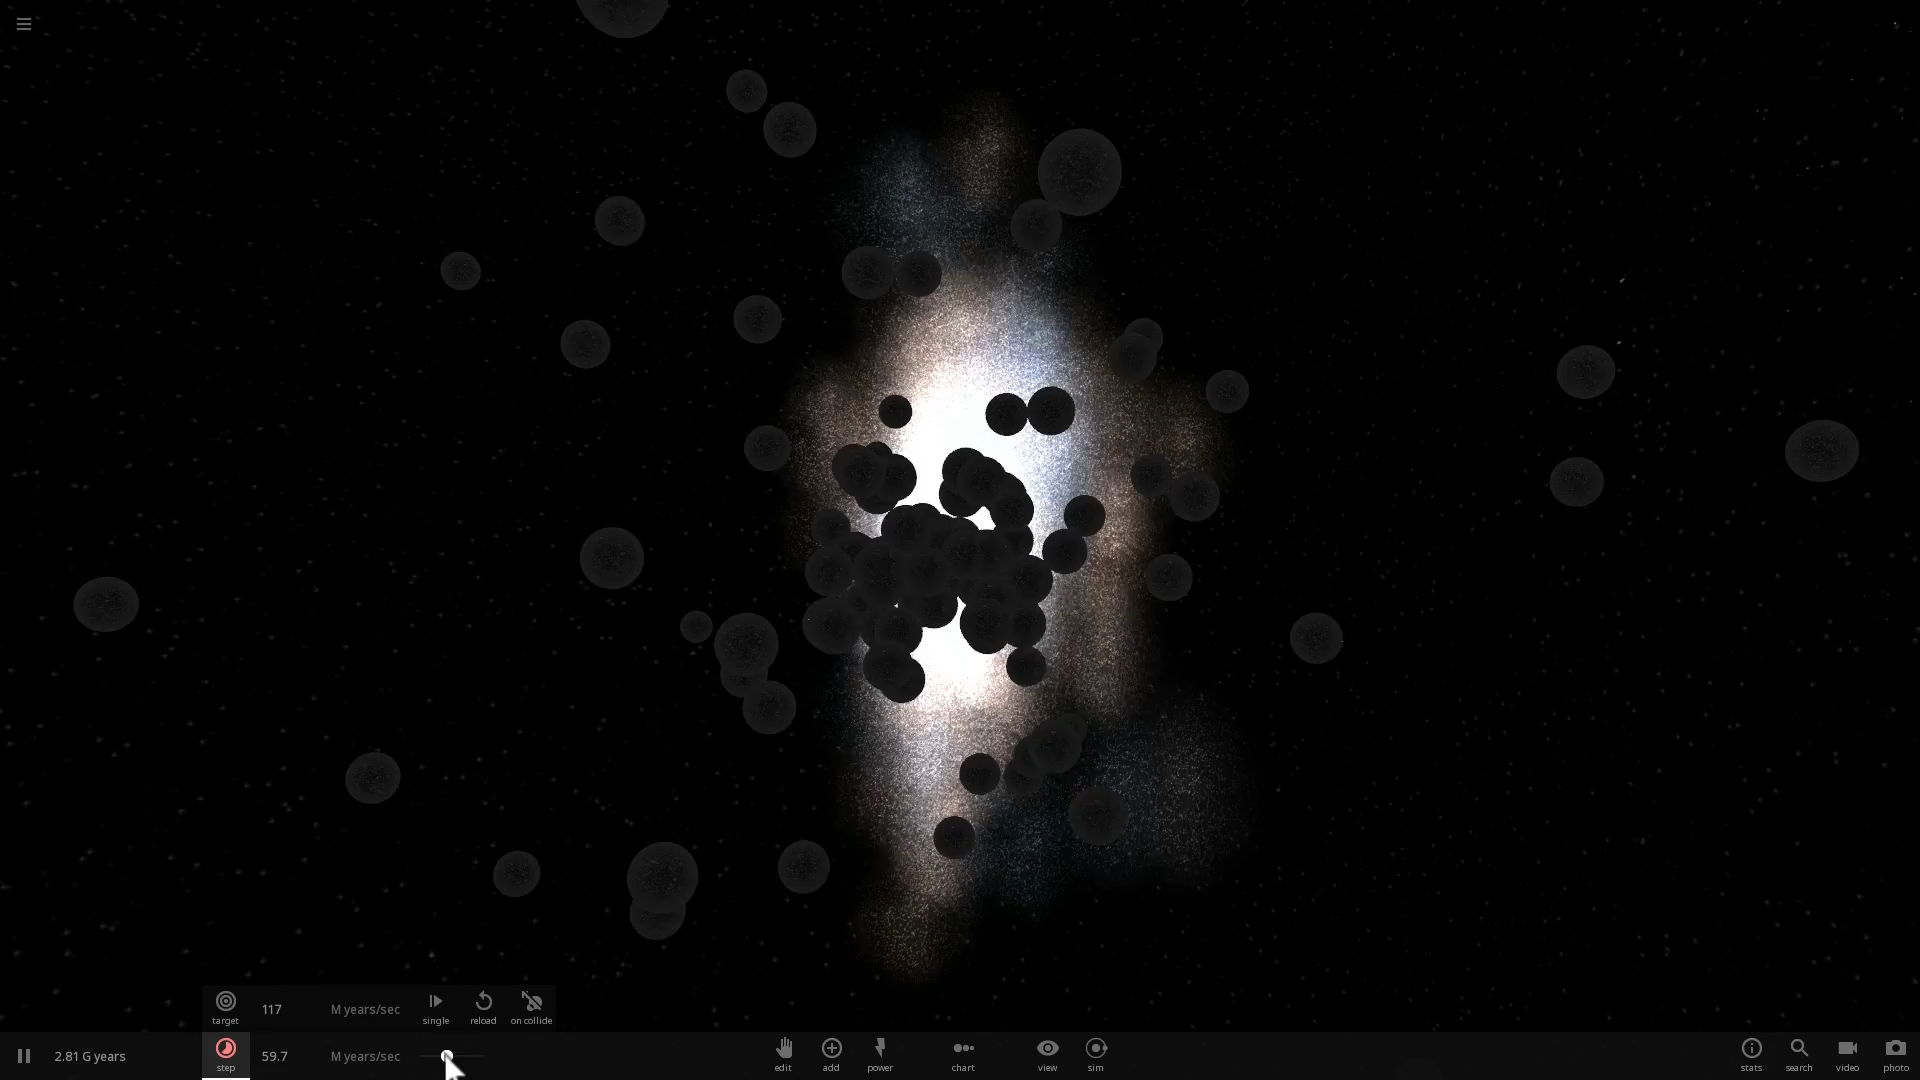 target
117
M years/sec
single
reload
on collide
2.81 G years
step
59.7
M years/sec
edit
add
power
chart
view
sim
stats
search
video
photo